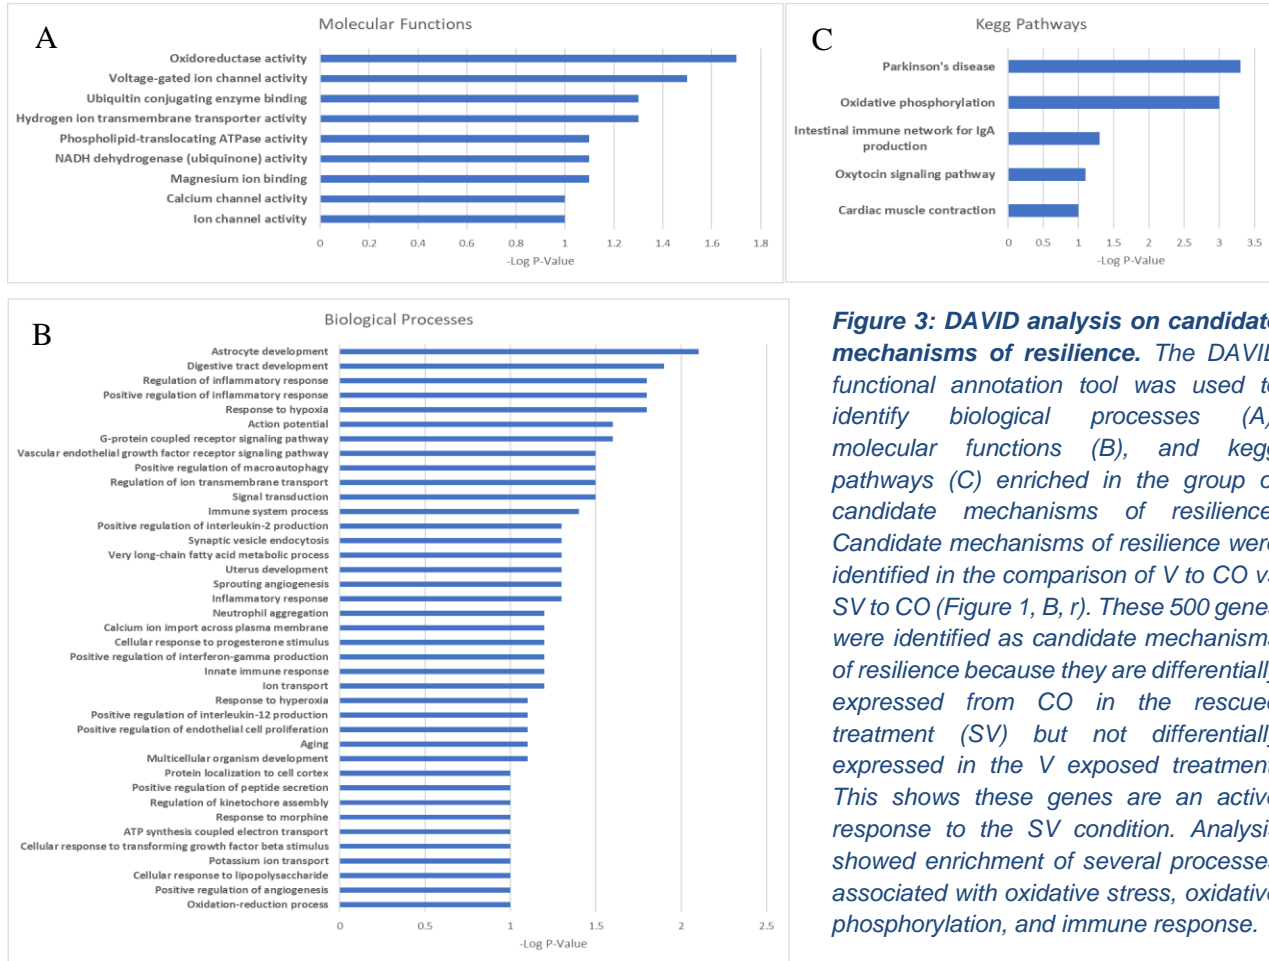 A
Molecular Functions
Oxidoreductase activity
Voltage-gated ion channel activity
Ubiquitin conjugating enzyme binding
Hydrogen ion transmembrane transporter activity
Phospholipid-translocating ATPase activity
NADH dehydrogenase (ubiquinone) activity
Magnesium ion binding
Calcium channel activity
Ion channel activity
0 0.2 0.4 0.6 0.8 1 1.2 1.4 1.6 1.8
-Log P-Value
C
Kegg Pathways
Parkinson's disease
Oxidative phosphorylation
Intestinal immune network for IgA
production
Oxytocin signaling pathway
Cardiac muscle contraction
0 0.5 1 1.5 2 2.5 3 3.5
-Log P-Value
B
Biological Processes
Astrocyte development
Digestive tract development
Regulation of inflammatory response
Positive regulation of inflammatory response
Response to hypoxia
Action potential
G-protein coupled receptor signaling pathway
Vascular endothelial growth factor receptor signaling pathway
Positive regulation of macroautophagy
Regulation of ion transmembrane transport
Signal transduction
Immune system process
Positive regulation of interleukin-2 production
Synaptic vesicle endocytosis
Very long-chain fatty acid metabolic process
Uterus development
Sprouting angiogenesis
Inflammatory response
Neutrophil aggregation
Calcium ion import across plasma membrane
Cellular response to progesterone stimulus
Positive regulation of interferon-gamma production
Innate immune response
Ion transport
Response to hyperoxia
Positive regulation of interleukin-12 production
Positive regulation of endothelial cell proliferation
Aging
Multicellular organism development
Protein localization to cell cortex
Positive regulation of peptide secretion
Regulation of kinetochore assembly
Response to morphine
ATP synthesis coupled electron transport
Cellular response to transforming growth factor beta stimulus
Potassium ion transport
Cellular response to lipopolysaccharide
Positive regulation of angiogenesis
Oxidation-reduction process
0 0.5 1 1.5 2 2.5
-Log P-Value
Figure 3: DAVID analysis on candidate
mechanisms of resilience. The DAVID
functional annotation tool was used
identify biological processes (A)
molecular functions (B), and kegg
pathways (C) enriched in the group
candidate mechanisms of resilience
Candidate mechanisms of resilience were
identified in the comparison of V to CO vs
SV to CO (Figure 1, B, r). These 500 genes
were identified as candidate mechanisms
of resilience because they are differentially
expressed from CO in the rescued
treatment (SV) but not differentially
expressed in the V exposed treatment
This shows these genes are an active
response to the SV condition. Analysis
showed enrichment of several processes
associated with oxidative stress, oxidative
phosphorylation, and immune response.